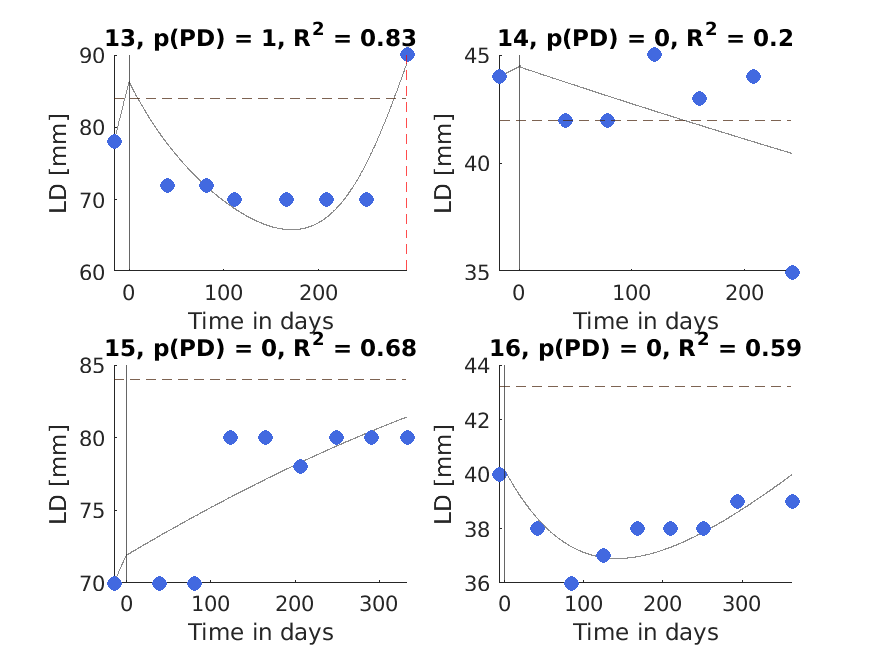 13, p(PD) = 1, R² = 0.83
90
80
70
60
LD [mm]
0
100
200
Time in days
14, p(PD) = 0, R² = 0.2
45
40
35
LD [mm]
0
100
200
Time in days
15, p(PD) = 0, R² = 0.68
85
80
75
70
LD [mm]
0
100
200
300
Time in days
16, p(PD) = 0, R² = 0.59
44
42
40
38
36
LD [mm]
0
100
200
300
Time in days